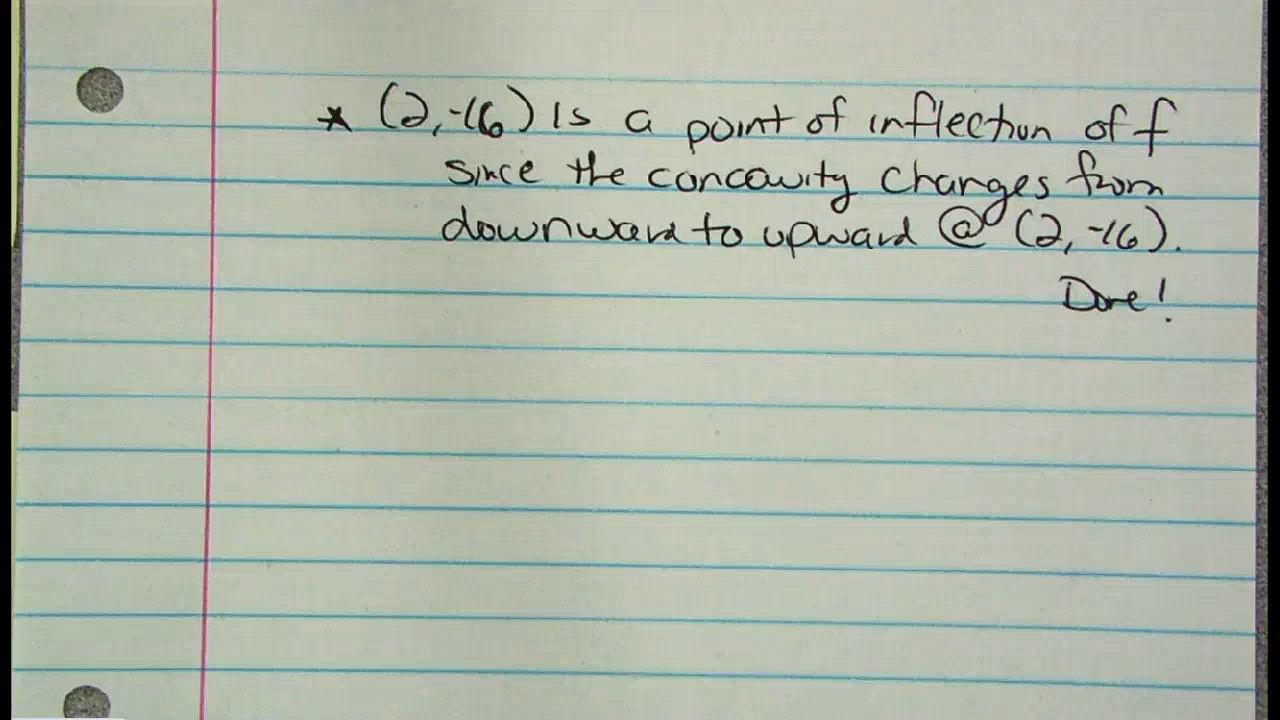 * (2,-16) is a point of inflection of f
since the concavity changes from
downward to upward @ (2,-16).
Done!